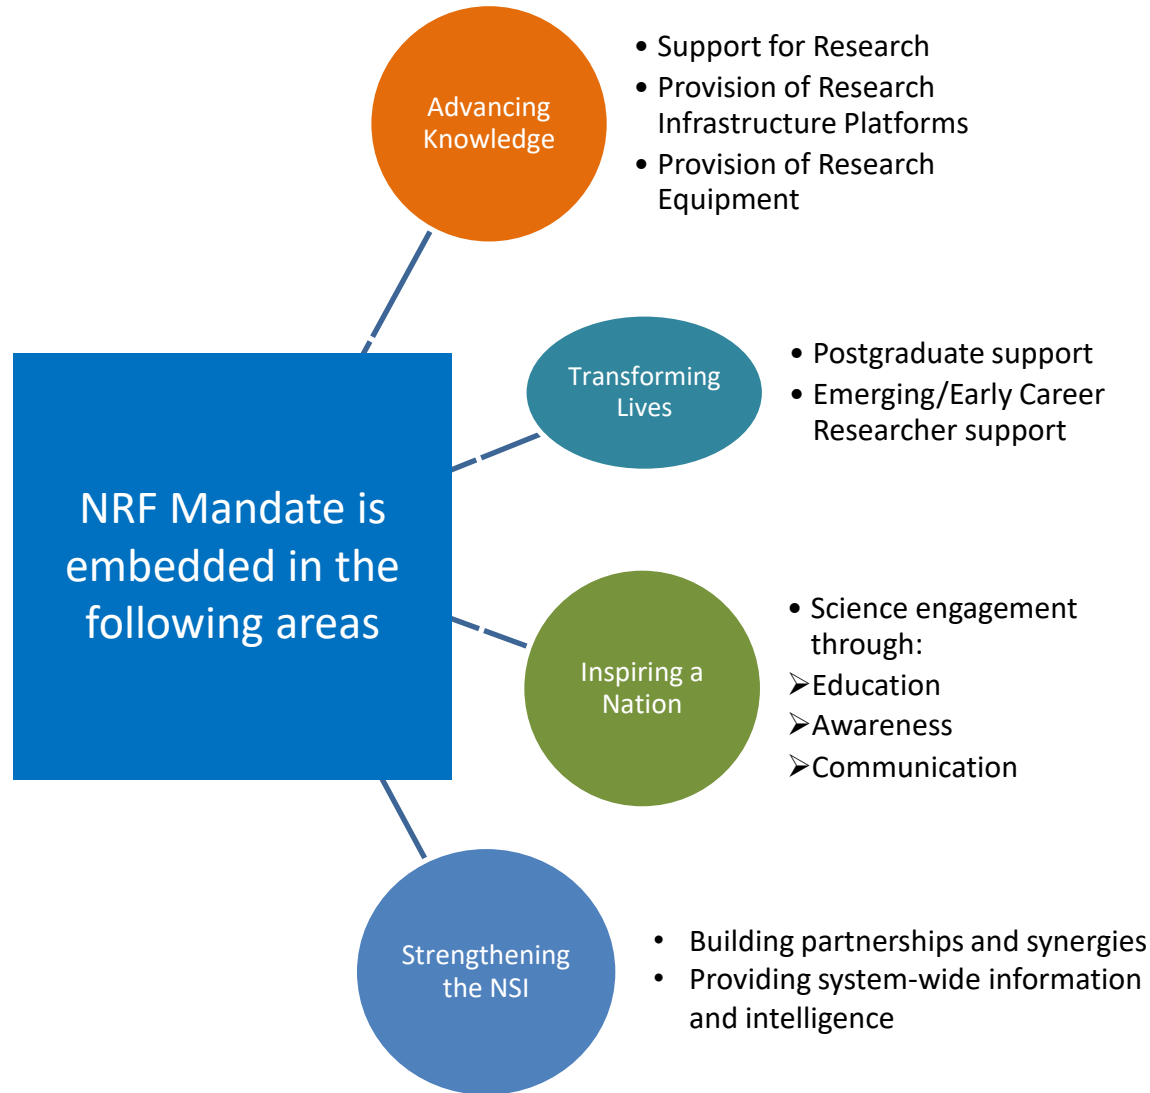 Advancing
Knowledge
• Support for Research
• Provision of Research
Infrastructure Platforms
• Provision of Research
Equipment
NRF Mandate is
embedded in the
following areas
Transforming
Lives
• Postgraduate support
• Emerging/Early Career
Researcher support
Inspiring a
Nation
• Science engagement
through:
➢Education
➢Awareness
➢Communication
Strengthening
the NSI
• Building partnerships and synergies
• Providing system-wide information
and intelligence